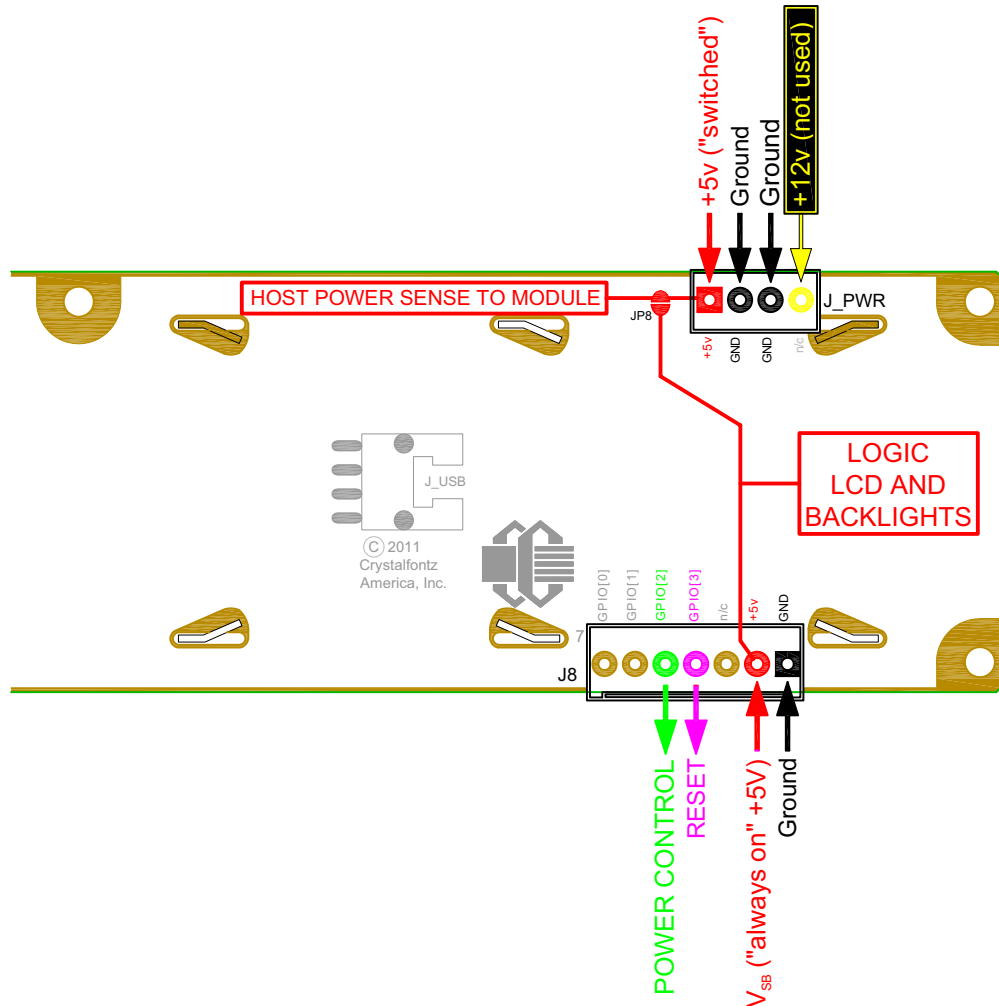 +5v ("switched")
Ground
Ground
+12v (not used)
HOST POWER SENSE TO MODULE
JP8
J_PWR
+5v
GND
GND
n/c
LOGIC
LCD AND
BACKLIGHTS
J_USB
© 2011
Crystalfontz
America, Inc.
GPIO[0]
GPIO[1]
GPIO[2]
GPIO[3]
n/c
+5v
GND
7
J8
POWER CONTROL
RESET
VSB ("always on" +5V)
Ground